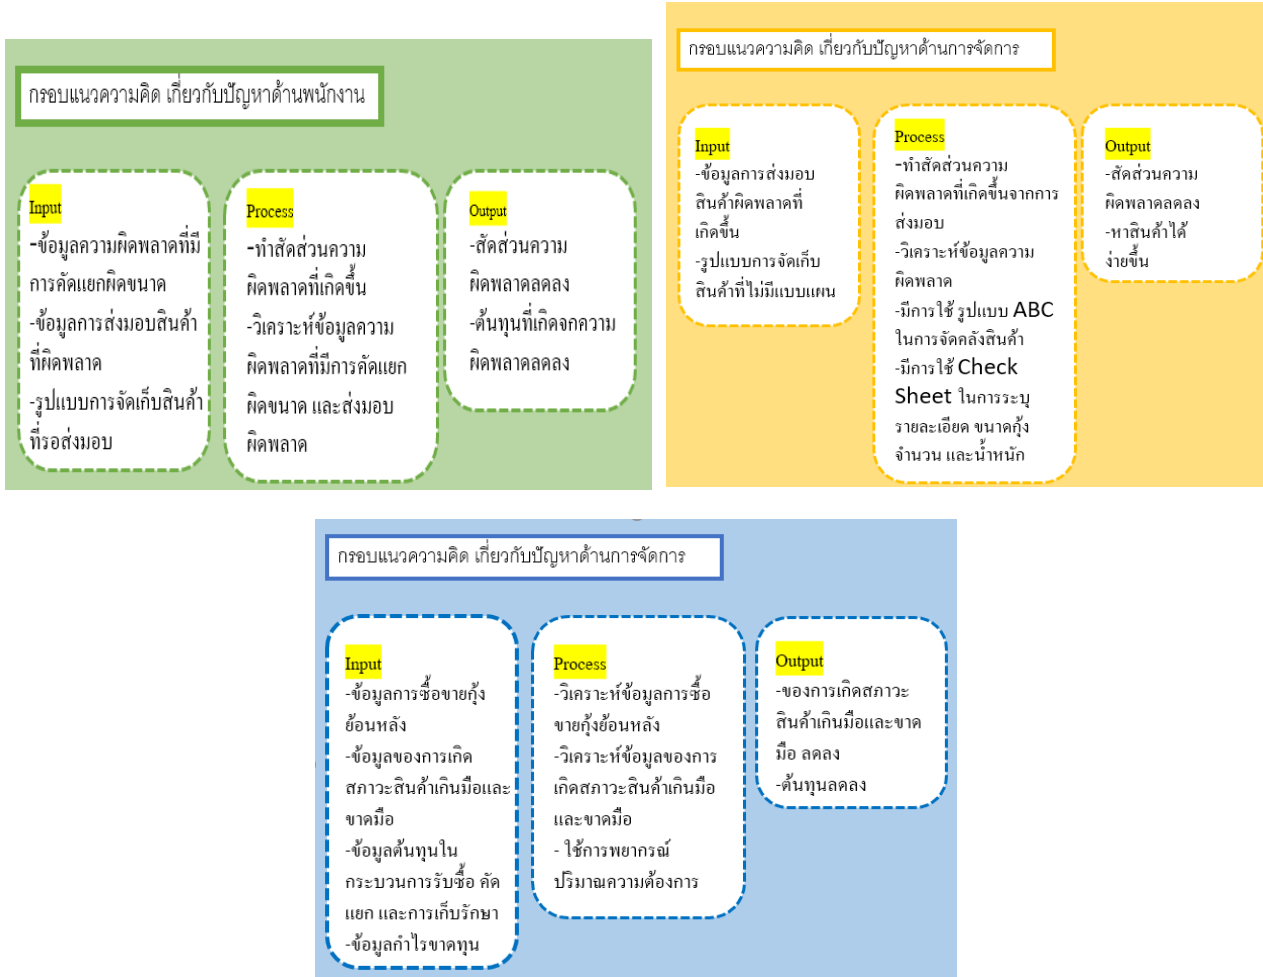 กรอบแนวความคิด เกี่ยวกับปัญหาด้านพนักงาน
Input
-ข้อมูลความผิดพลาดที่มี
การคัดแยกผิดขนาด
-ข้อมูลการส่งมอบสินค้า
ที่ผิดพลาด
-รูปแบบการจัดเก็บสินค้า
ที่รอส่งมอบ
Process
-ทำสัดส่วนความ
ผิดพลาดที่เกิดขึ้น
-วิเคราะห์ข้อมูลความ
ผิดพลาดที่มีการคัดแยก
ผิดขนาด และส่งมอบ
ผิดพลาด
Output
-สัดส่วนความ
ผิดพลาดลดลง
-ต้นทุนที่เกิดจกความ
ผิดพลาดลดลง
กรอบแนวความคิด เกี่ยวกับปัญหาด้านการจัดการ
Input
-ข้อมูลการส่งมอบ
สินค้าผิดพลาดที่
เกิดขึ้น
-รูปแบบการจัดเก็บ
สินค้าที่ไม่มีแบบแผน
Process
-ทำสัดส่วนความ
ผิดพลาดที่เกิดขึ้นจากการ
ส่งมอบ
-วิเคราะห์ข้อมูลความ
ผิดพลาด
-มีการใช้ รูปแบบ ABC
ในการจัดคลังสินค้า
-มีการใช้ Check
Sheet ในการระบุ
รายละเอียด ขนาดกุ้ง
จำนวน และน้ำหนัก
Output
-สัดส่วนความ
ผิดพลาดลดลง
-หาสินค้าได้
ง่ายขึ้น
กรอบแนวความคิด เกี่ยวกับปัญหาด้านการจัดการ
Input
-ข้อมูลการซื้อขายกุ้ง
ย้อนหลัง
-ข้อมูลของการเกิด
สภาวะสินค้าเกินมือและ
ขาดมือ
-ข้อมูลต้นทุนใน
กระบวนการรับซื้อ คัด
แยก และการเก็บรักษา
-ข้อมูลกำไรขาดทุน
Process
-วิเคราะห์ข้อมูลการซื้อ
ขายกุ้งย้อนหลัง
-วิเคราะห์ข้อมูลของการ
เกิดสภาวะสินค้าเกินมือ
และขาดมือ
- ใช้การพยากรณ์
ปริมาณความต้องการ
Output
-ของการเกิดสภาวะ
สินค้าเกินมือและขาด
มือ ลดลง
-ต้นทุนลดลง